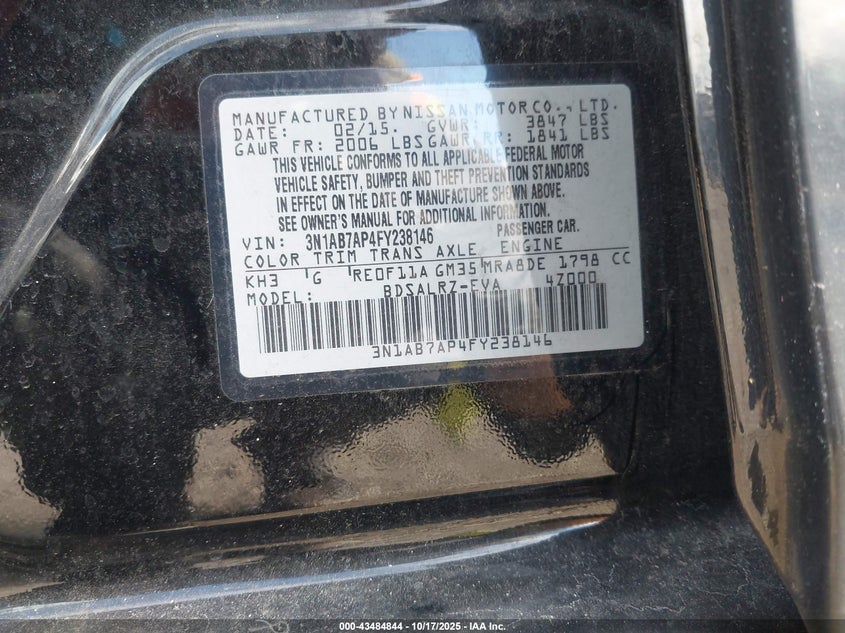 MANUFACTURED BY NISSAN MOTOR CO., LTD.
DATE: 02/15. GVWR: 3847 LBS
GAWR FR: 2006 LBS GAWR RR: 1841 LBS
THIS VEHICLE CONFORMS TO ALL APPLICABLE FEDERAL MOTOR
VEHICLE SAFETY, BUMPER AND THEFT PREVENTION STANDARDS
IN EFFECT ON THE DATE OF MANUFACTURE SHOWN ABOVE.
SEE OWNER'S MANUAL FOR ADDITIONAL INFORMATION.
VIN: 3N1AB7AP4FY238146 PASSENGER CAR.
COLOR TRIM TRANS AXLE ENGINE
KH3 'G 'RE0F11A GM35'MRA8DE 1798 CC
MODEL: BDSALRZ-EVA 4Z000
3N1AB7AP4FY238146
000-43484844 | 10/17/2025 | IAA Inc.